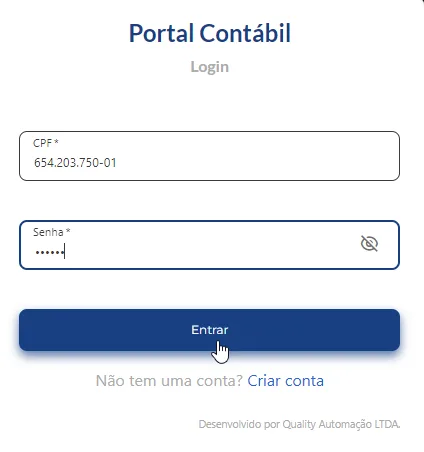 Portal Contábil
Login
CPF *
654.203.750-01
Senha *
••••••
Entrar
Não tem uma conta? Criar conta
Desenvolvido por Quality Automação LTDA.